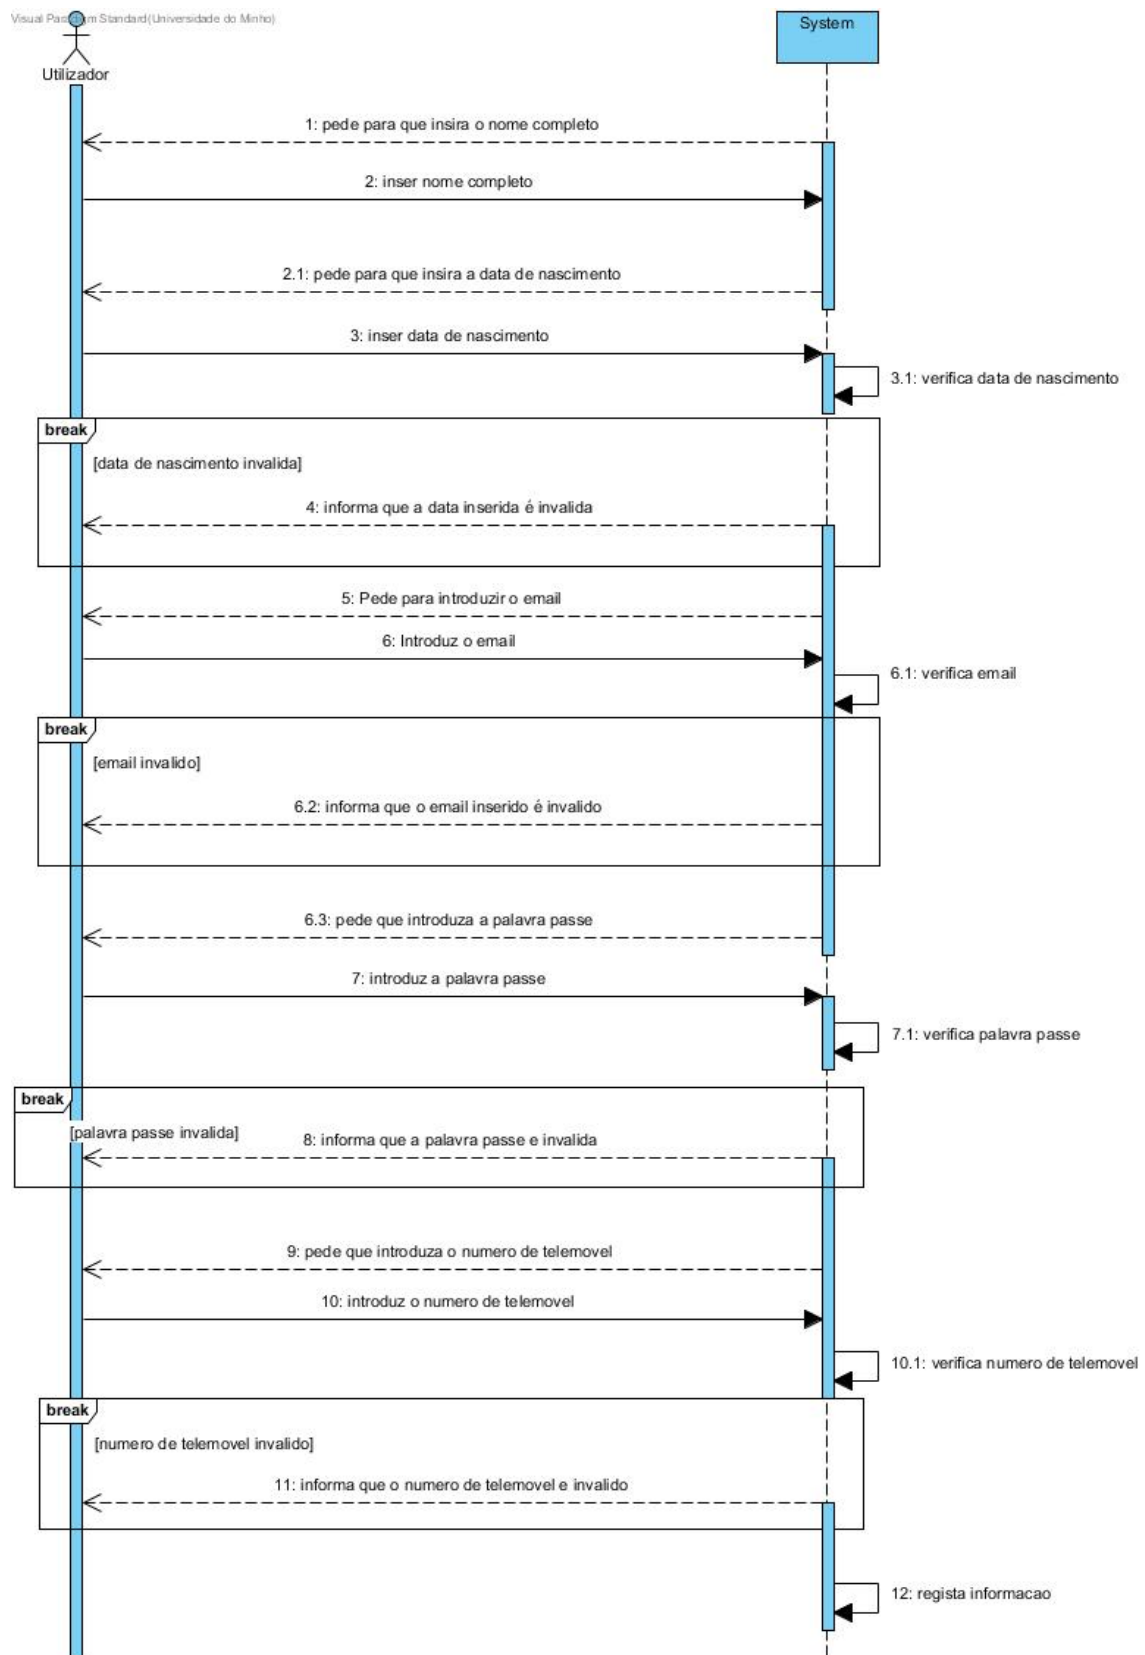 Visual Paradigm Standard(Universidade do Minho)
System
Utilizador
1: pede para que insira o nome completo
2: inser nome completo
2.1: pede para que insira a data de nascimento
3: inser data de nascimento
3.1: verifica data de nascimento
break
[data de nascimento invalida]
4: informa que a data inserida é invalida
5: Pede para introduzir o email
6: Introduz o email
6.1: verifica email
break
[email invalido]
6.2: informa que o email inserido é invalido
6.3: pede que introduza a palavra passe
7: introduz a palavra passe
7.1: verifica palavra passe
break
[palavra passe invalida]
8: informa que a palavra passe e invalida
9: pede que introduza o numero de telemovel
10: introduz o numero de telemovel
10.1: verifica numero de telemovel
break
[numero de telemovel invalido]
11: informa que o numero de telemovel e invalido
12: regista informacao